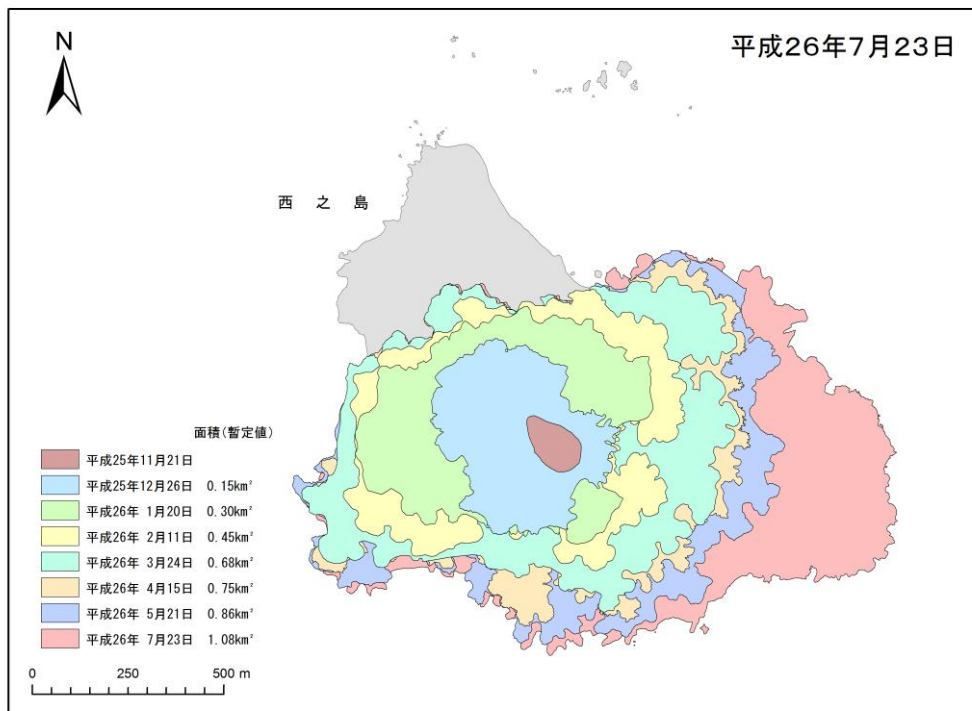 N
平成26年7月23日
西 之 島
面積(暫定値)
平成25年11月21日
平成25年12月26日 0.15km²
平成26年 1月20日 0.30km²
平成26年 2月11日 0.45km²
平成26年 3月24日 0.68km²
平成26年 4月15日 0.75km²
平成26年 5月21日 0.86km²
平成26年 7月23日 1.08km²
0 250 500 m